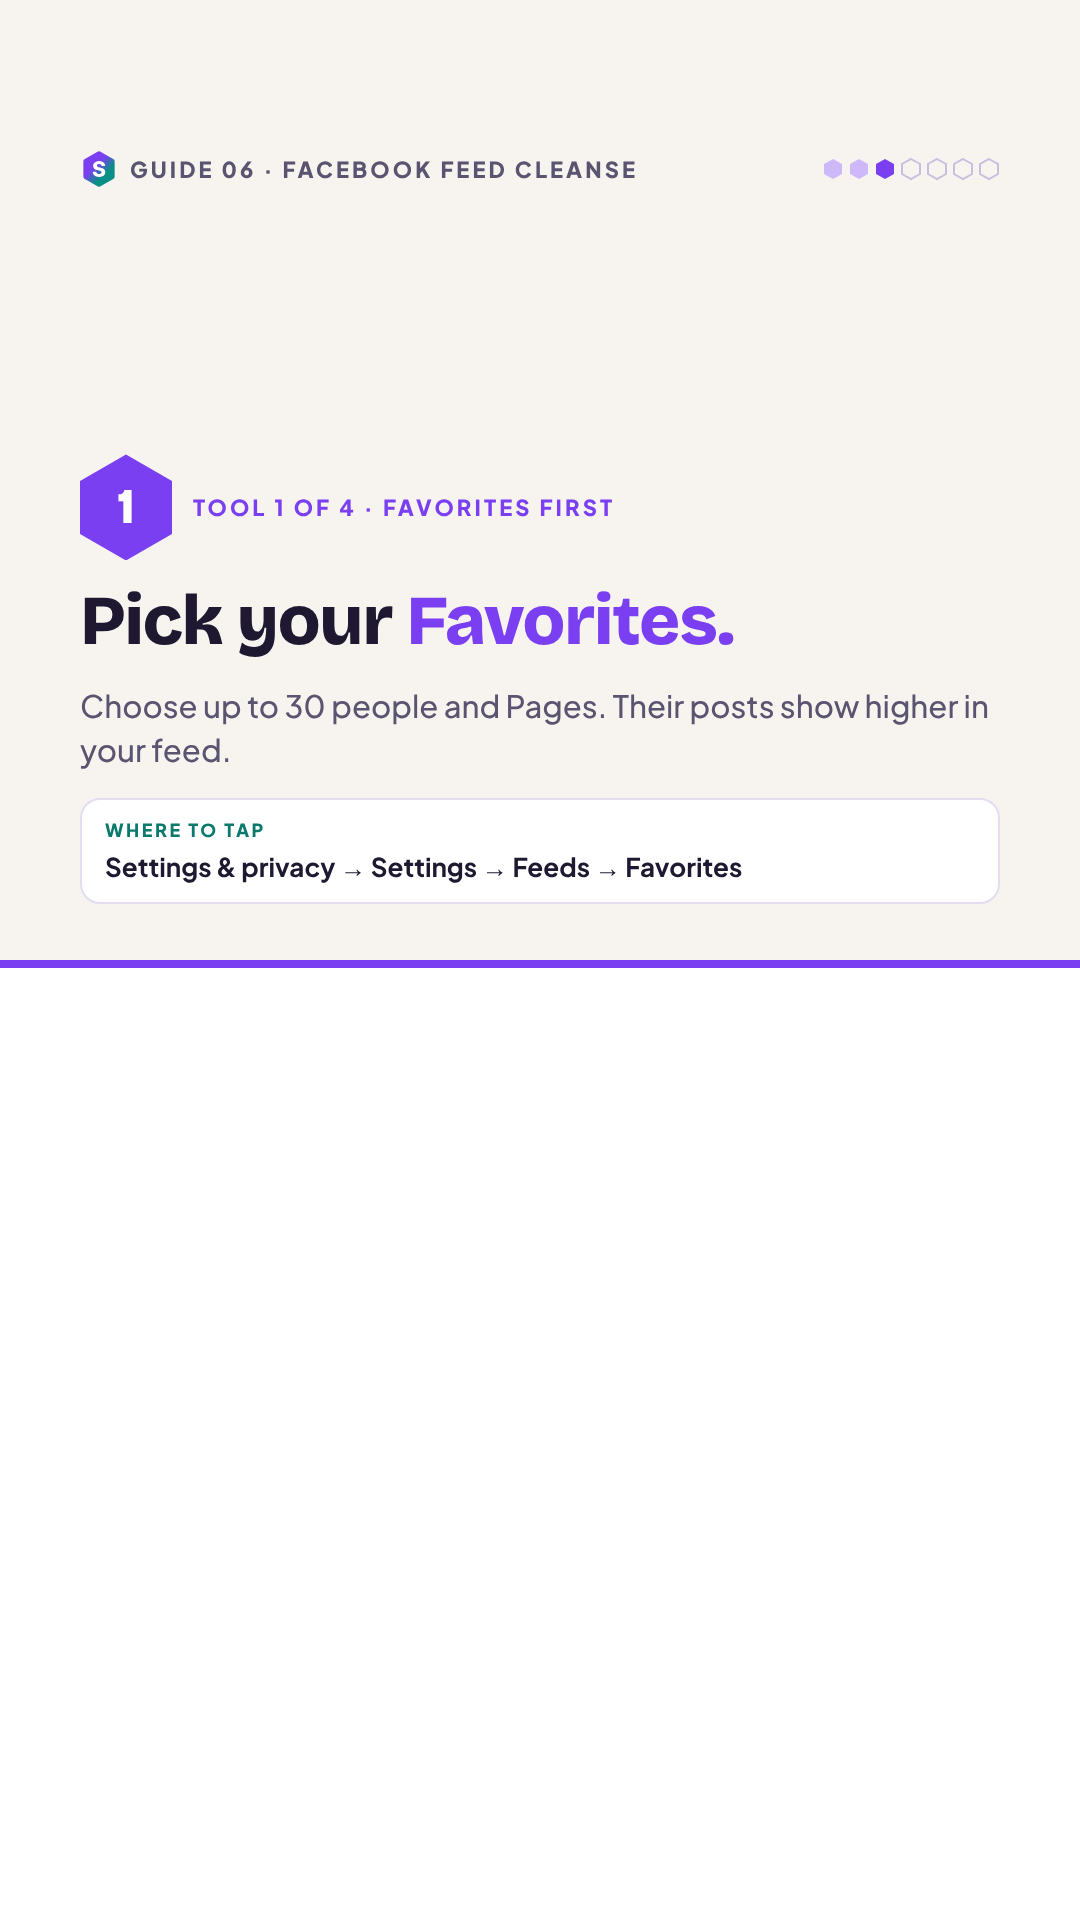 S GUIDE 06 · FACEBOOK FEED CLEANSE
1 TOOL 1 OF 4 · FAVORITES FIRST
Pick your Favorites.
Choose up to 30 people and Pages. Their posts show higher in
your feed.
WHERE TO TAP
Settings & privacy → Settings → Feeds → Favorites